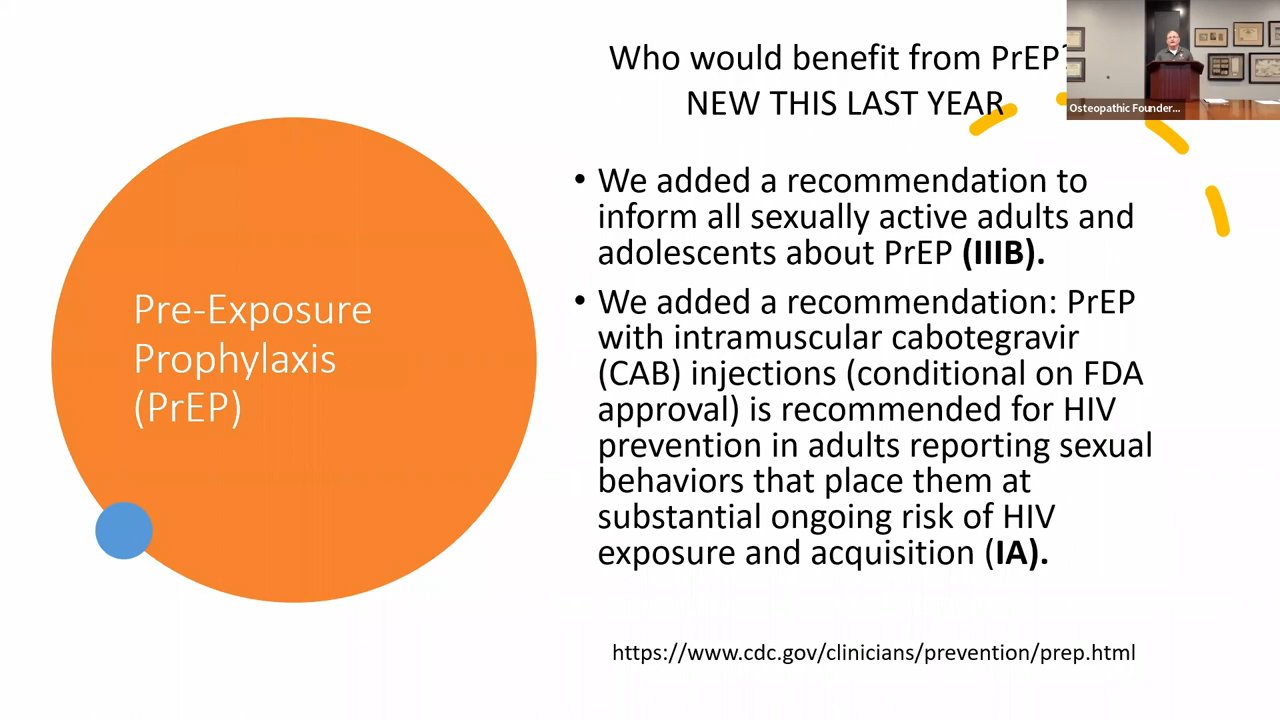 Who would benefit from PrEP?
NEW THIS LAST YEAR
Osteopathic Founder...
Pre-Exposure
Prophylaxis
(PrEP)
• We added a recommendation to
inform all sexually active adults and
adolescents about PrEP (IIIB).
• We added a recommendation: PrEP
with intramuscular cabotegravir
(CAB) injections (conditional on FDA
approval) is recommended for HIV
prevention in adults reporting sexual
behaviors that place them at
substantial ongoing risk of HIV
exposure and acquisition (IA).
https://www.cdc.gov/clinicians/prevention/prep.html